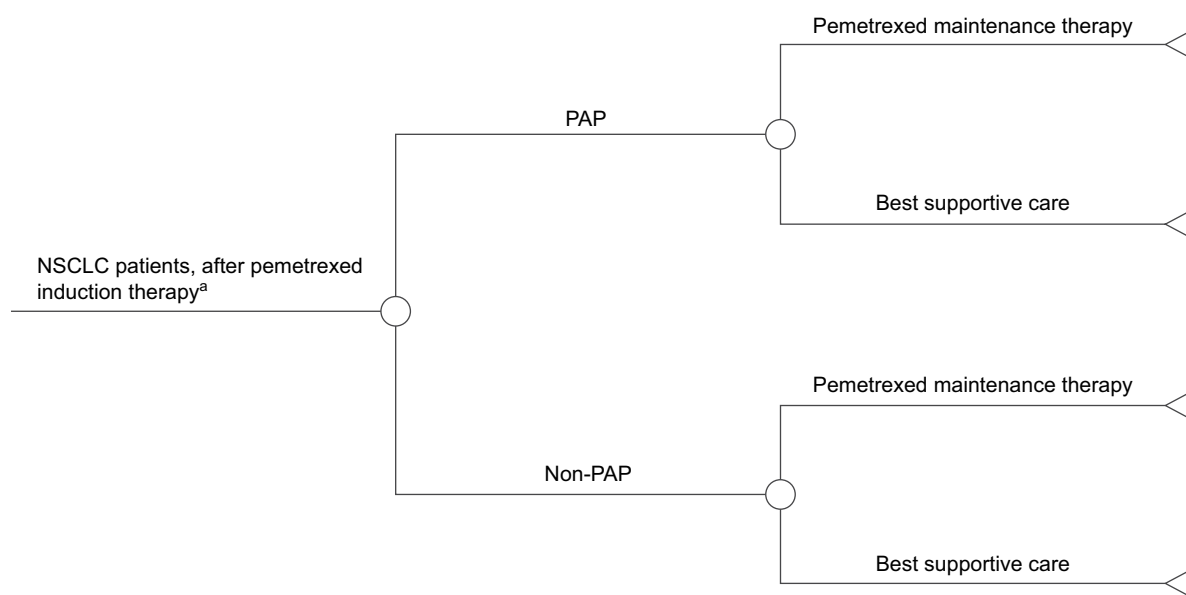 Pemetrexed maintenance therapy
PAP
Best supportive care
NSCLC patients, after pemetrexed
induction therapyᵃ
Pemetrexed maintenance therapy
Non-PAP
Best supportive care